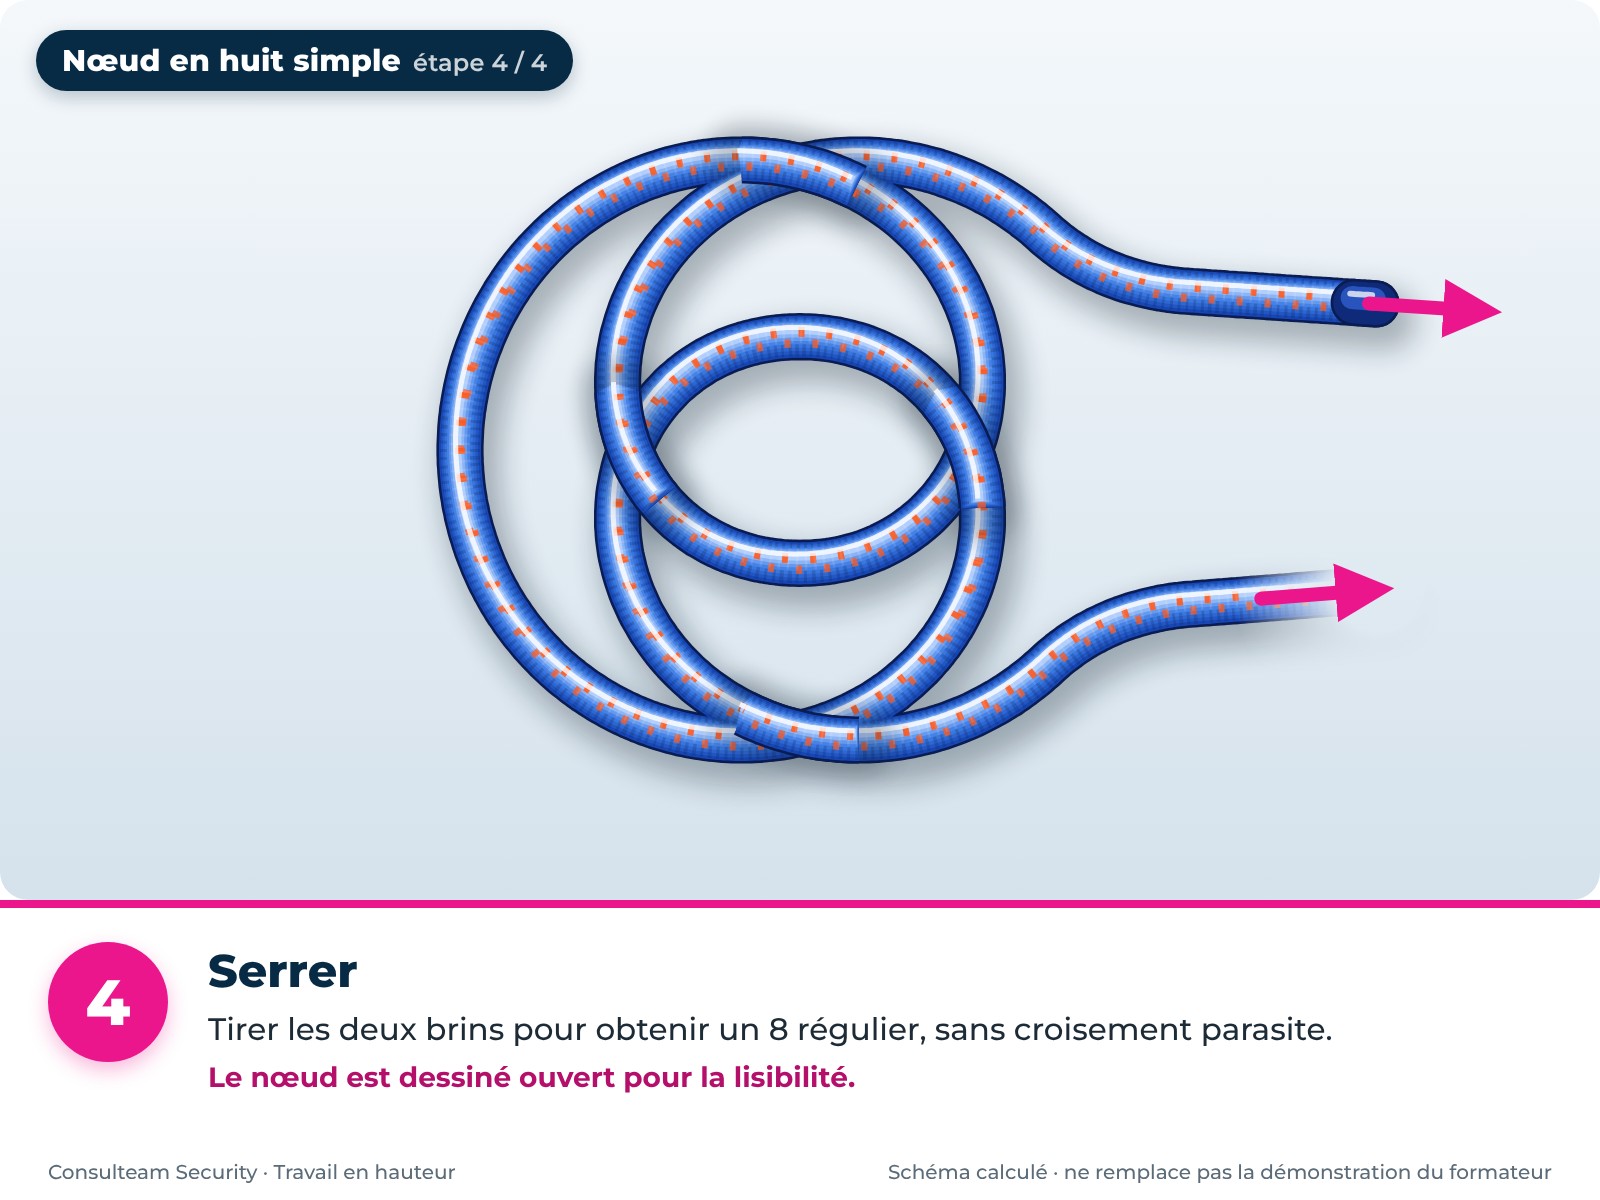 Nœud en huit simple étape 4 / 4
4
Serrer
Tirer les deux brins pour obtenir un 8 régulier, sans croisement parasite.
Le nœud est dessiné ouvert pour la lisibilité.
Consulteam Security · Travail en hauteur
Schéma calculé · ne remplace pas la démonstration du formateur